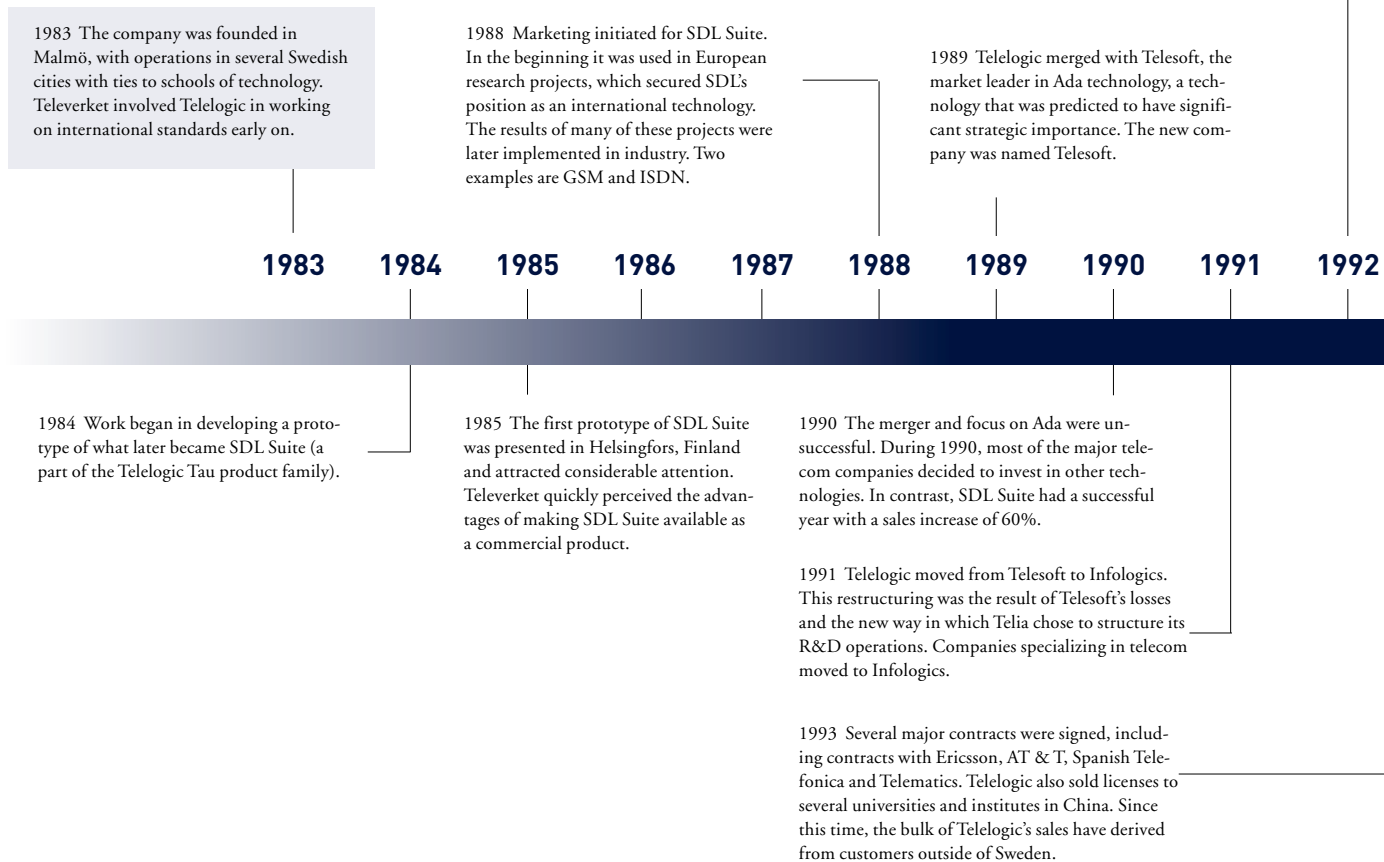 1983 The company was founded in
Malmö, with operations in several Swedish
cities with ties to schools of technology.
Televerket involved Telelogic in working
on international standards early on.
1988 Marketing initiated for SDL Suite.
In the beginning it was used in European
research projects, which secured SDL's
position as an international technology.
The results of many of these projects were
later implemented in industry. Two
examples are GSM and ISDN.
1989 Telelogic merged with Telesoft, the
market leader in Ada technology, a tech-
nology that was predicted to have signifi-
cant strategic importance. The new com-
pany was named Telesoft.
1983 1984 1985 1986 1987 1988 1989 1990 1991 1992
1984 Work began in developing a proto-
type of what later became SDL Suite (a
part of the Telelogic Tau product family).
1985 The first prototype of SDL Suite
was presented in Helsingfors, Finland
and attracted considerable attention.
Televerket quickly perceived the advan-
tages of making SDL Suite available as
a commercial product.
1990 The merger and focus on Ada were un-
successful. During 1990, most of the major tele-
com companies decided to invest in other tech-
nologies. In contrast, SDL Suite had a successful
year with a sales increase of 60%.
1991 Telelogic moved from Telesoft to Infologics.
This restructuring was the result of Telesoft's losses
and the new way in which Telia chose to structure its
R&D operations. Companies specializing in telecom
moved to Infologics.
1993 Several major contracts were signed, includ-
ing contracts with Ericsson, AT & T, Spanish Tele-
fonica and Telematics. Telelogic also sold licenses to
several universities and institutes in China. Since
this time, the bulk of Telelogic's sales have derived
from customers outside of Sweden.